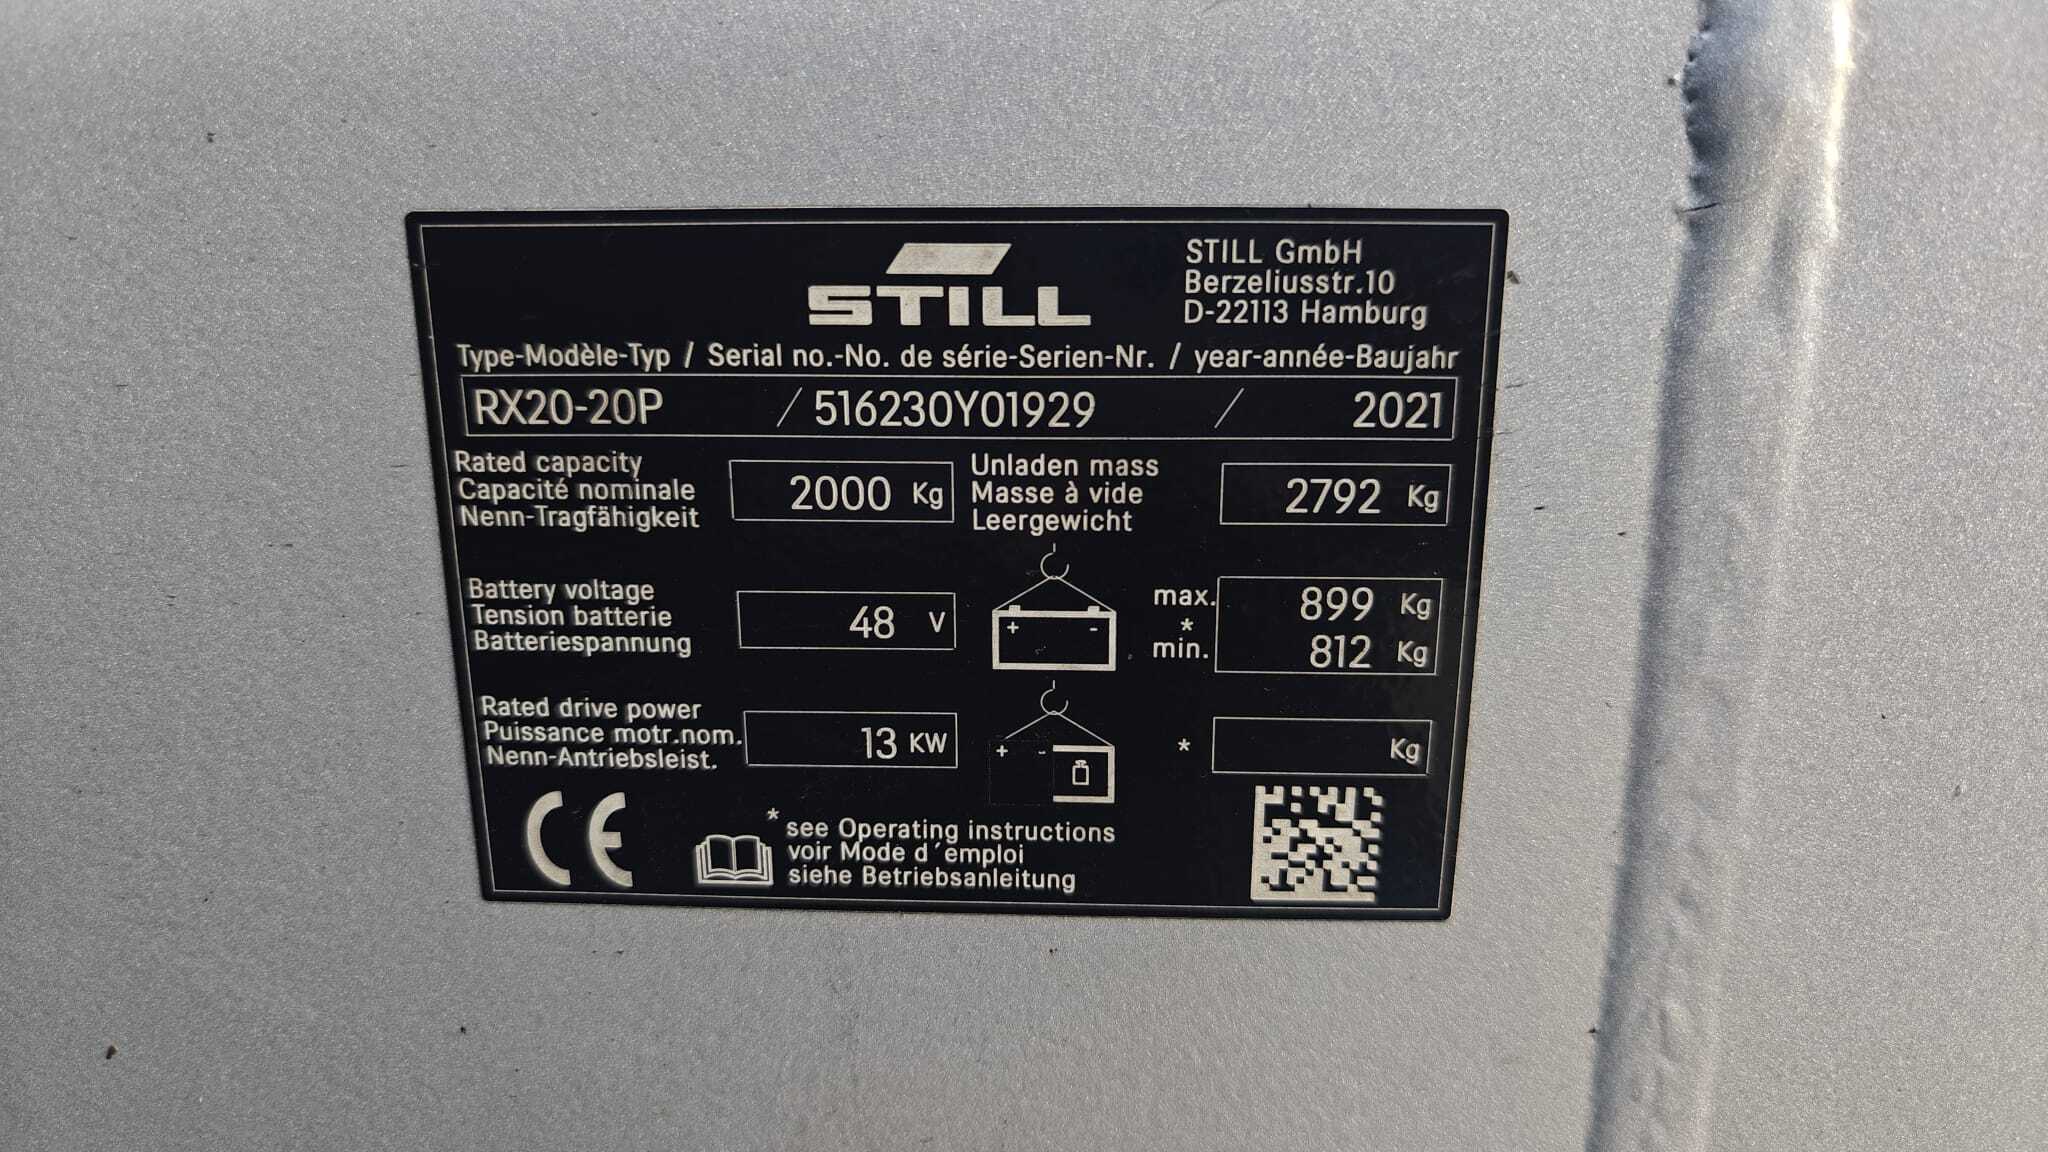 STILL
STILL GmbH
Berzeliusstr.10
D-22113 Hamburg
Type-Modèle-Typ / Serial no.-No. de série-Serien-Nr. / year-année-Baujahr
RX20-20P / 516230Y01929 / 2021
Rated capacity
Capacité nominale
Nenn-Tragfähigkeit
2000 Kg
Unladen mass
Masse à vide
Leergewicht
2792 Kg
Battery voltage
Tension batterie
Batteriespannung
48 V
+ -
max. 899 Kg
*
min. 812 Kg
Rated drive power
Puissance motr.nom.
Nenn-Antriebsleist.
13 KW
+ -
* Kg
CE
* see Operating instructions
voir Mode d´emploi
siehe Betriebsanleitung